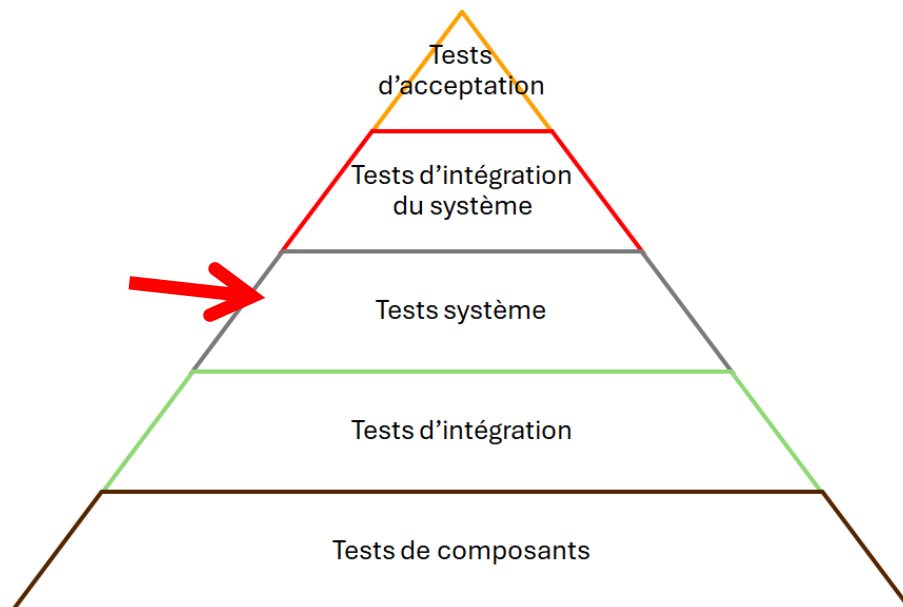 Tests
d’acceptation
Tests d’intégration
du système
Tests système
Tests d’intégration
Tests de composants